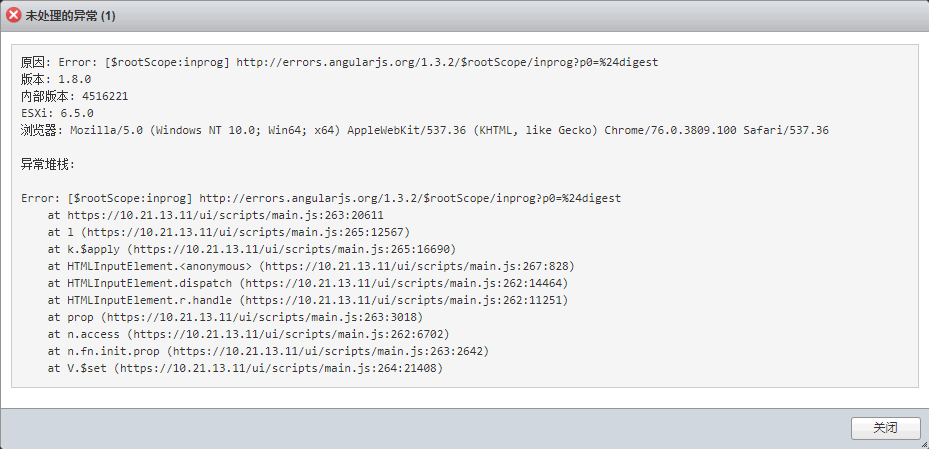 未处理的异常 (1)
原因: Error: [$rootScope:inprog] http://errors.angularjs.org/1.3.2/$rootScope/inprog?p0=%24digest
版本: 1.8.0
内部版本: 4516221
ESXi: 6.5.0
浏览器: Mozilla/5.0 (Windows NT 10.0; Win64; x64) AppleWebKit/537.36 (KHTML, like Gecko) Chrome/76.0.3809.100 Safari/537.36
异常堆栈:
Error: [$rootScope:inprog] http://errors.angularjs.org/1.3.2/$rootScope/inprog?p0=%24digest
at https://10.21.13.11/ui/scripts/main.js:263:20611
at l (https://10.21.13.11/ui/scripts/main.js:265:12567)
at k.$apply (https://10.21.13.11/ui/scripts/main.js:265:16690)
at HTMLInputElement.<anonymous> (https://10.21.13.11/ui/scripts/main.js:267:828)
at HTMLInputElement.dispatch (https://10.21.13.11/ui/scripts/main.js:262:14464)
at HTMLInputElement.r.handle (https://10.21.13.11/ui/scripts/main.js:262:11251)
at prop (https://10.21.13.11/ui/scripts/main.js:263:3018)
at n.access (https://10.21.13.11/ui/scripts/main.js:262:6702)
at n.fn.init.prop (https://10.21.13.11/ui/scripts/main.js:263:2642)
at V.$set (https://10.21.13.11/ui/scripts/main.js:264:21408)
关闭